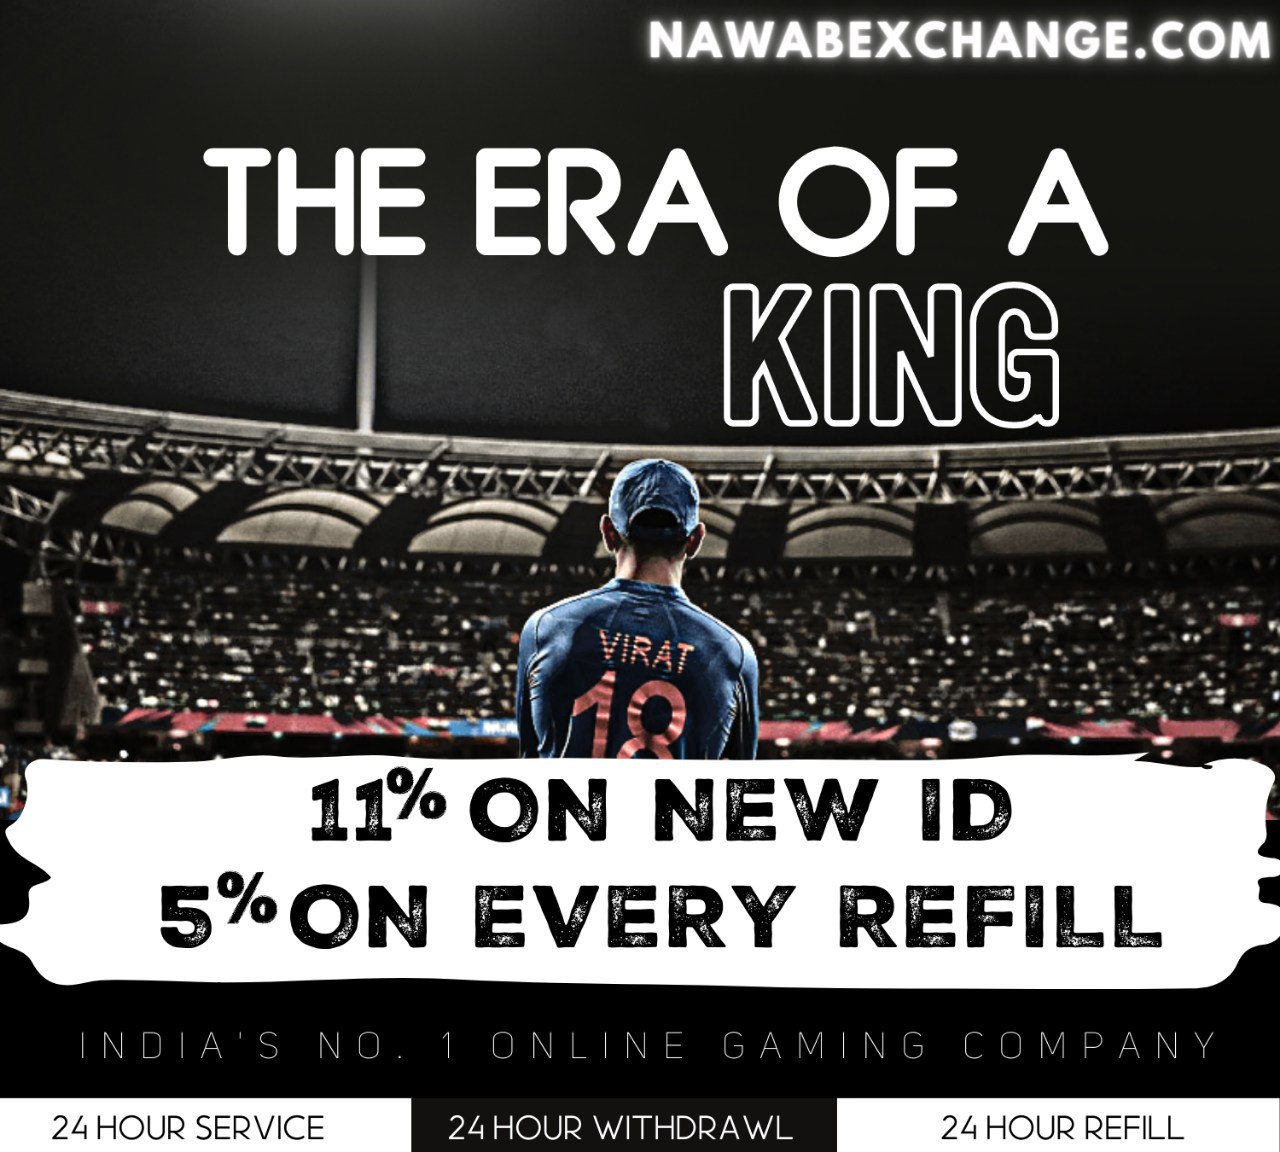 NAWABEXCHANGE.COM
THE ERA OF A
KING
VIRAT
18
11% ON NEW ID
5% ON EVERY REFILL
INDIA'S NO. 1 ONLINE GAMING COMPANY
24 HOUR SERVICE
24 HOUR WITHDRAWL
24 HOUR REFILL